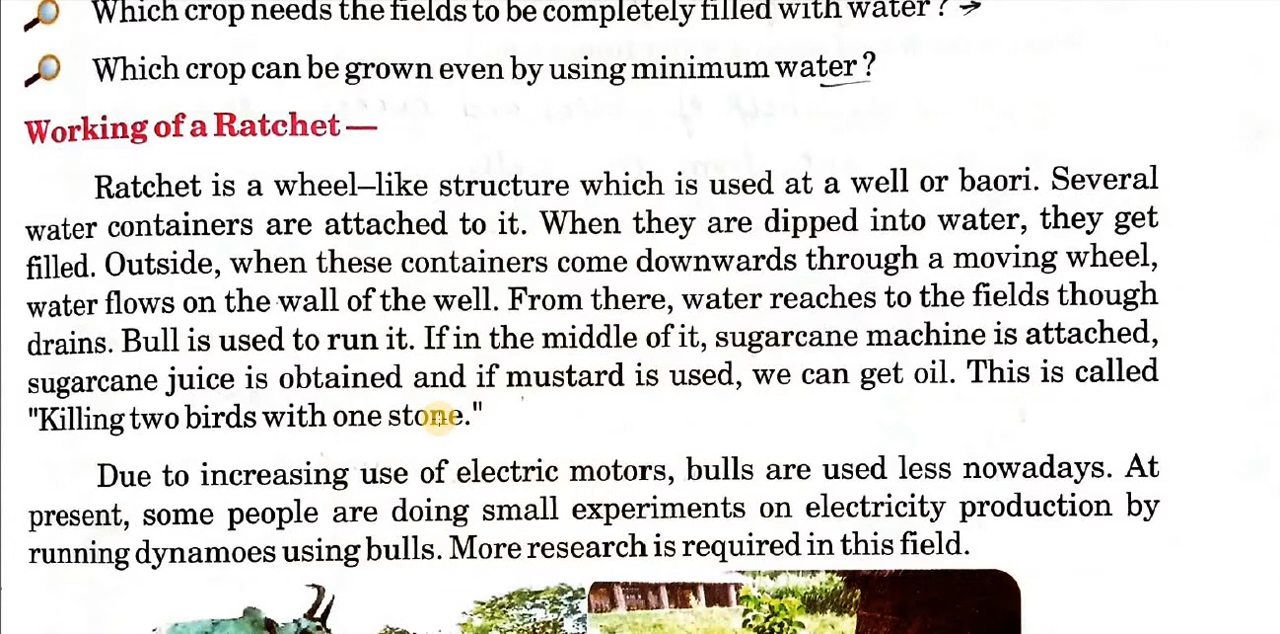 Which crop needs the fields to be completely filled with water ? →
Which crop can be grown even by using minimum water ?
Working of a Ratchet —
Ratchet is a wheel–like structure which is used at a well or baori. Several
water containers are attached to it. When they are dipped into water, they get
filled. Outside, when these containers come downwards through a moving wheel,
water flows on the wall of the well. From there, water reaches to the fields though
drains. Bull is used to run it. If in the middle of it, sugarcane machine is attached,
sugarcane juice is obtained and if mustard is used, we can get oil. This is called
"Killing two birds with one stone."
Due to increasing use of electric motors, bulls are used less nowadays. At
present, some people are doing small experiments on electricity production by
running dynamoes using bulls. More research is required in this field.